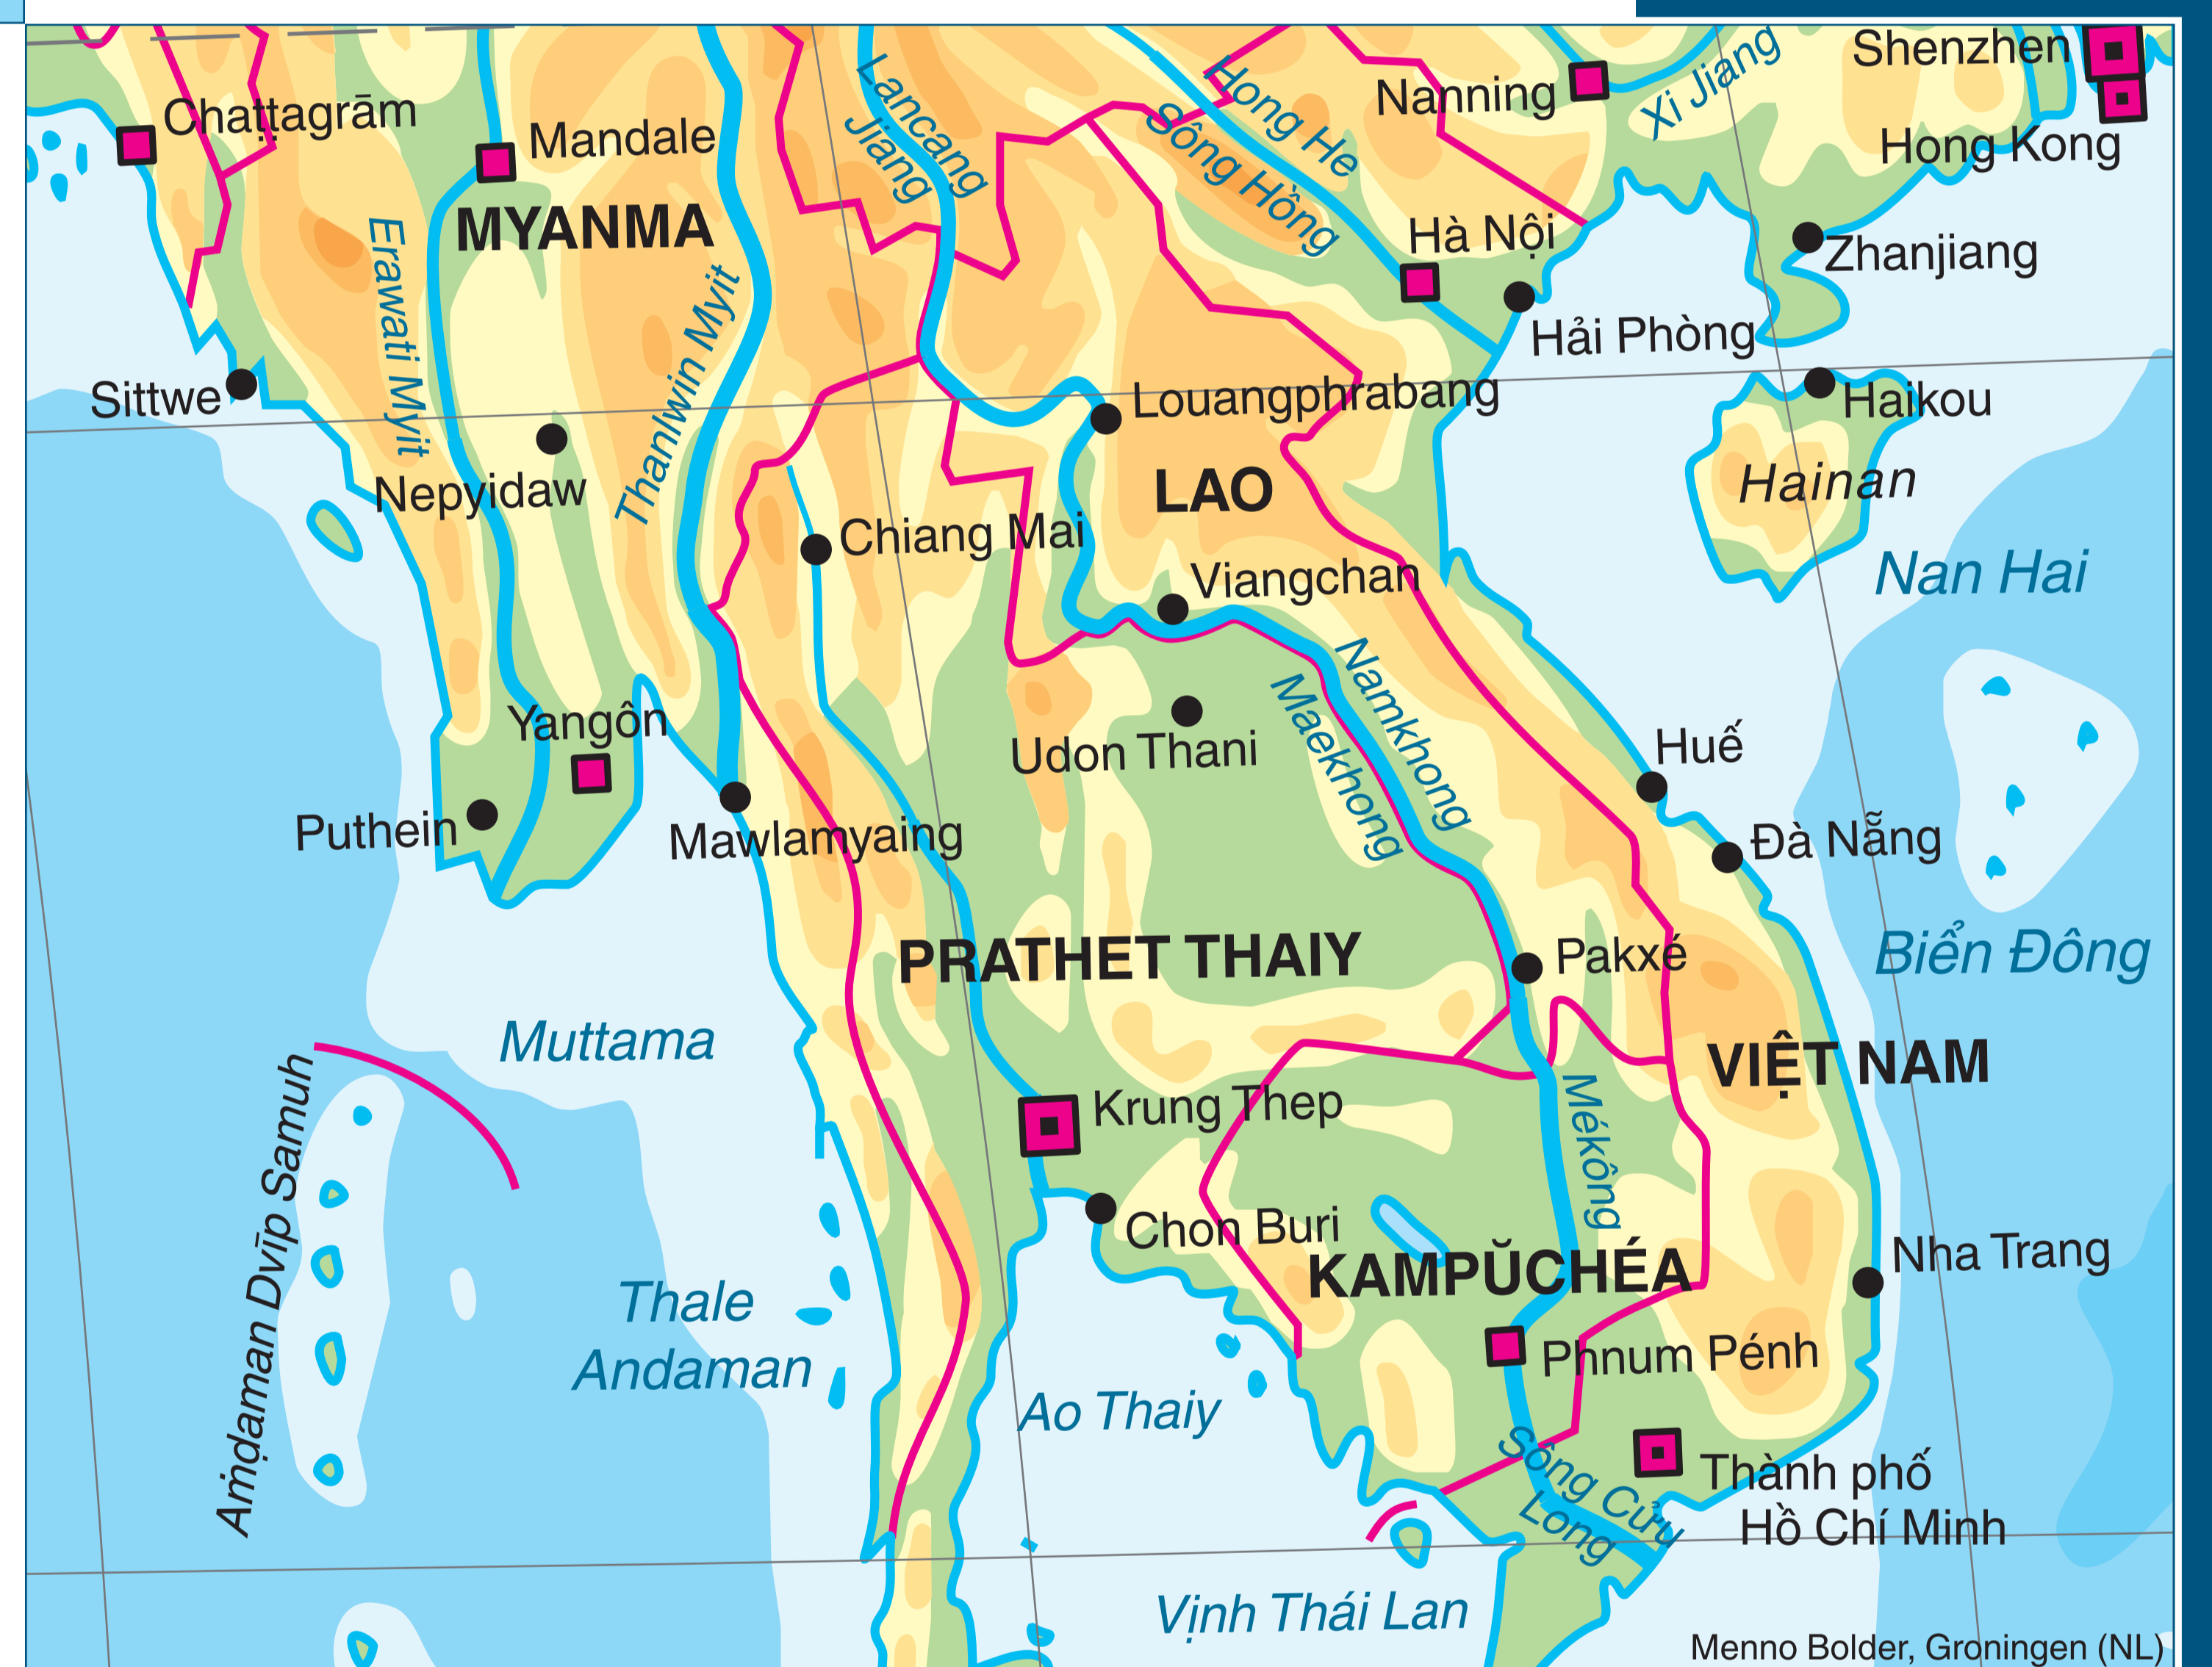 Shenzhen
Hong Kong
Nanning
Xi Jiang
Chaṭṭagrām
Mandale
MYANMA
Erawati Myit
Thanlwin Myit
Lancang
Jiang
Hong He
Sông Hồng
Hà Nội
Hải Phòng
Zhanjiang
Haikou
Hainan
Nan Hai
Sittwe
Nepyidaw
Louangphrabang
LAO
Chiang Mai
Viangchan
Namkhong
Maekhong
Udon Thani
Yangôn
Puthein
Mawlamyaing
Huế
Đà Nẵng
Biển Đông
PRATHET THAIY
Pakxé
VIỆT NAM
Muttama
Aṁḍaman Dvīp Samuh
Krung Thep
Chon Buri
Mékông
KAMPŬCHÉA
Nha Trang
Thale
Andaman
Ao Thaiy
Phnum Pénh
Sông Cửu
Long
Thành phố
Hồ Chí Minh
Vịnh Thái Lan
Menno Bolder, Groningen (NL)